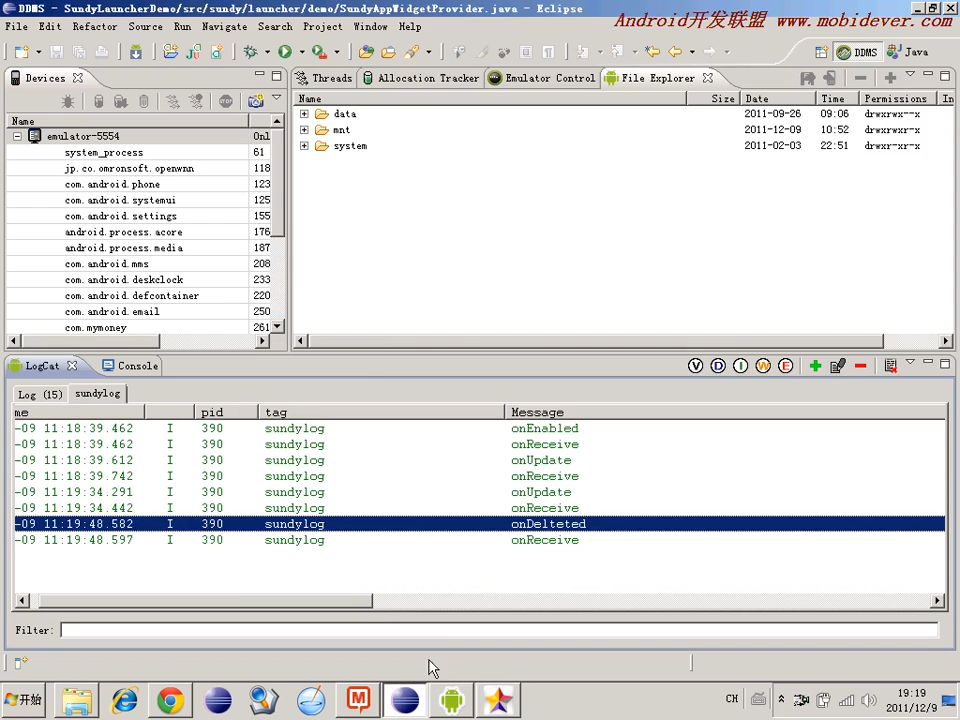 DDMS - SundyLauncherDemo/src/sundy/launcher/demo/SundyAppWidgetProvider.java - Eclipse
Android开发联盟 www.mobidever.com
File Edit Refactor Source Run Navigate Search Project Window Help
DDMS Java
Devices
Threads Allocation Tracker Emulator Control File Explorer
Name
Name Size Date Time Permissions In
emulator-5554 Onl
data 2011-09-26 09:06 drwxrwx--x
mnt 2011-12-09 10:52 drwxrwxr-x
system 2011-02-03 22:51 drwxr-xr-x
system_process 61
jp.co.omronsoft.openwnn 118
com.android.phone 123
com.android.systemui 125
com.android.settings 155
android.process.acore 176
android.process.media 187
com.android.mms 208
com.android.deskclock 233
com.android.defcontainer 220
com.android.email 250
com.mymoney 261
LogCat Console
V D I W E
Log (15) sundylog
me pid tag Message
-09 11:18:39.462 I 390 sundylog onEnabled
-09 11:18:39.462 I 390 sundylog onReceive
-09 11:18:39.612 I 390 sundylog onUpdate
-09 11:18:39.742 I 390 sundylog onReceive
-09 11:19:34.291 I 390 sundylog onUpdate
-09 11:19:34.442 I 390 sundylog onReceive
-09 11:19:48.582 I 390 sundylog onDelteted
-09 11:19:48.597 I 390 sundylog onReceive
Filter:
开始
CH
19:19
2011/12/9